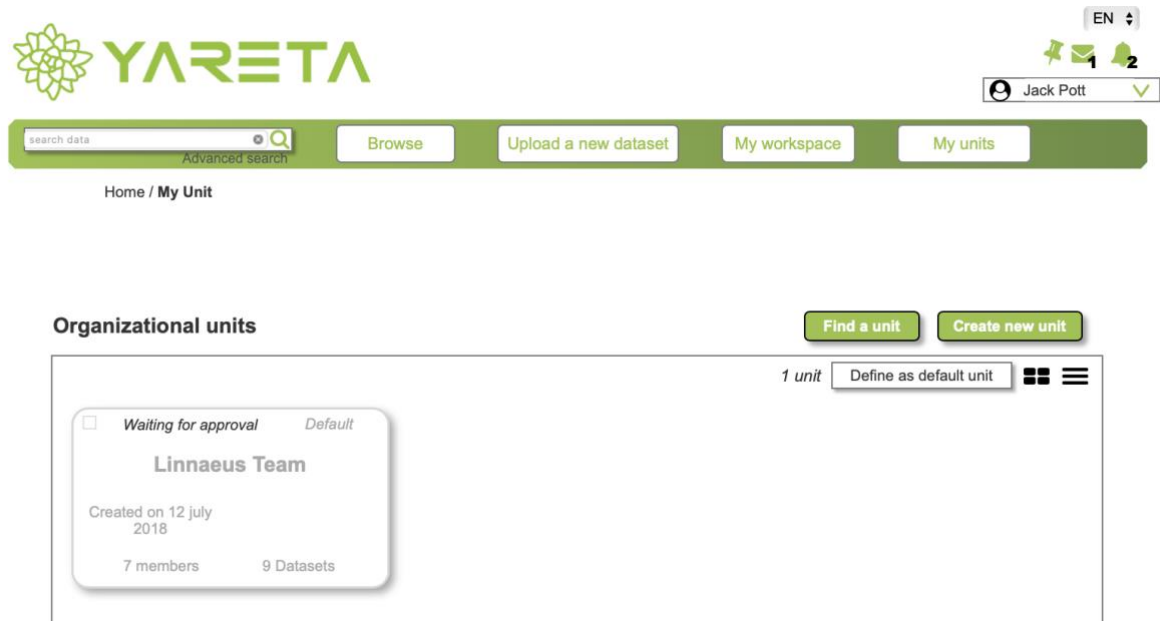 EN
YARETA
1 2
Jack Pott
search data
Advanced search
Browse
Upload a new dataset
My workspace
My units
Home / My Unit
Organizational units
Find a unit
Create new unit
1 unit
Define as default unit
Waiting for approval
Default
Linnaeus Team
Created on 12 july
2018
7 members
9 Datasets